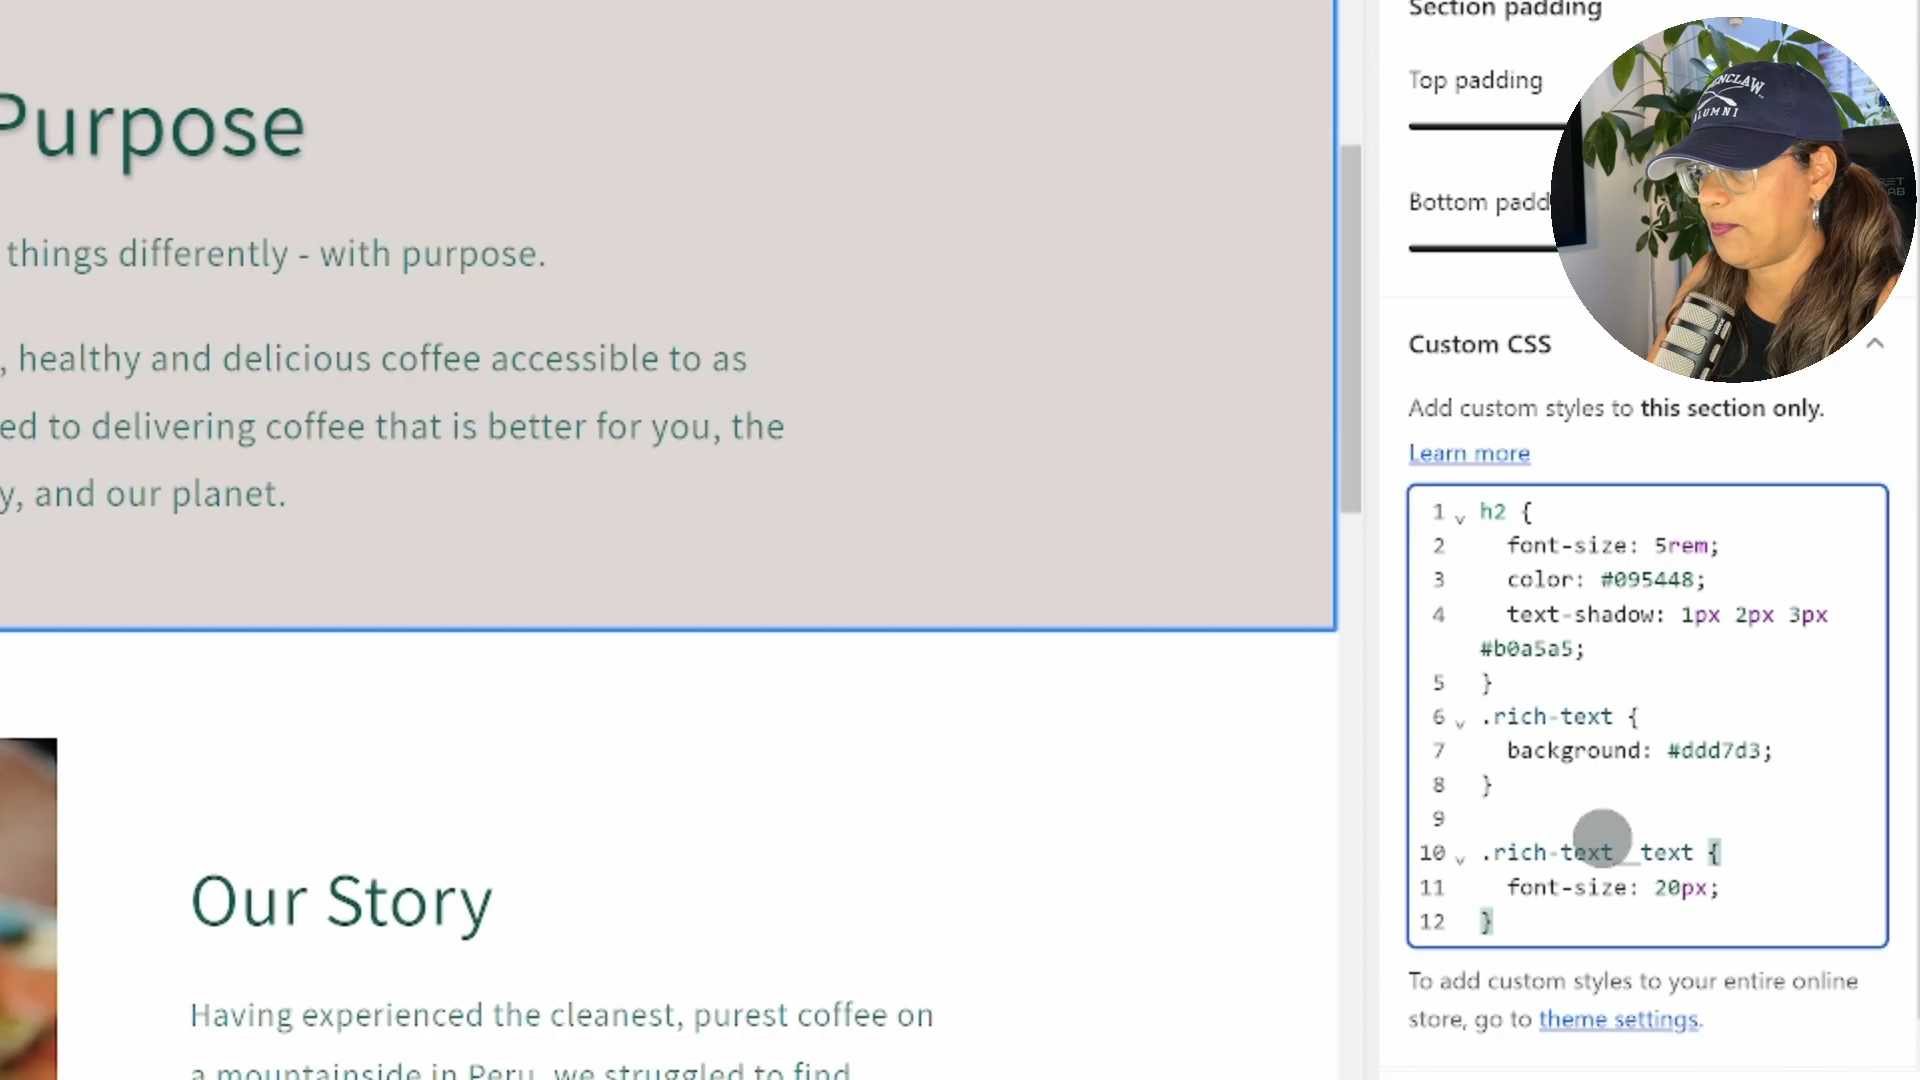 Purpose
things differently - with purpose.
, healthy and delicious coffee accessible to as
ed to delivering coffee that is better for you, the
y, and our planet.
Our Story
Having experienced the cleanest, purest coffee on
a mountainside in Peru, we struggled to find
Section padding
Top padding
Bottom padd
ALUMNI
Custom CSS
Add custom styles to this section only.
Learn more
1 h2 {
2 font-size: 5rem;
3 color: #095448;
4 text-shadow: 1px 2px 3px
#b0a5a5;
5 }
6 .rich-text {
7 background: #ddd7d3;
8 }
9
10 .rich-text__text {
11 font-size: 20px;
12 }
To add custom styles to your entire online
store, go to theme settings.